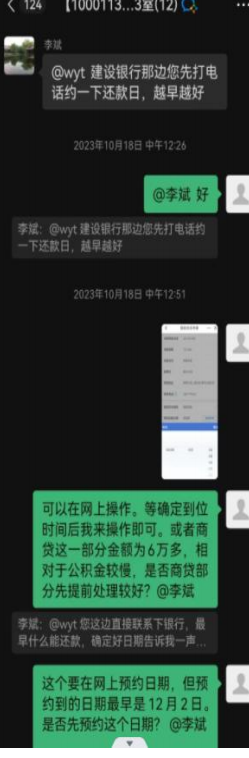 124
【1000113...3室(12)
李斌
@wyt 建设银行那边您先打电
话约一下还款日，越早越好
2023年10月18日 中午12:26
@李斌 好
李斌：@wyt 建设银行那边您先打电话约
一下还款日，越早越好
2023年10月18日 中午12:51
可以在网上操作。等确定到位
时间后我来操作即可。或者商
贷这一部分金额为6万多，相
对于公积金较慢，是否商贷部
分先提前处理较好？@李斌
李斌：@wyt 您这边直接联系下银行，最
早什么能还款，确定好日期告诉我一声...
这个要在网上预约日期，但预
约到的日期最早是12月2日。
是否先预约这个日期？ @李斌